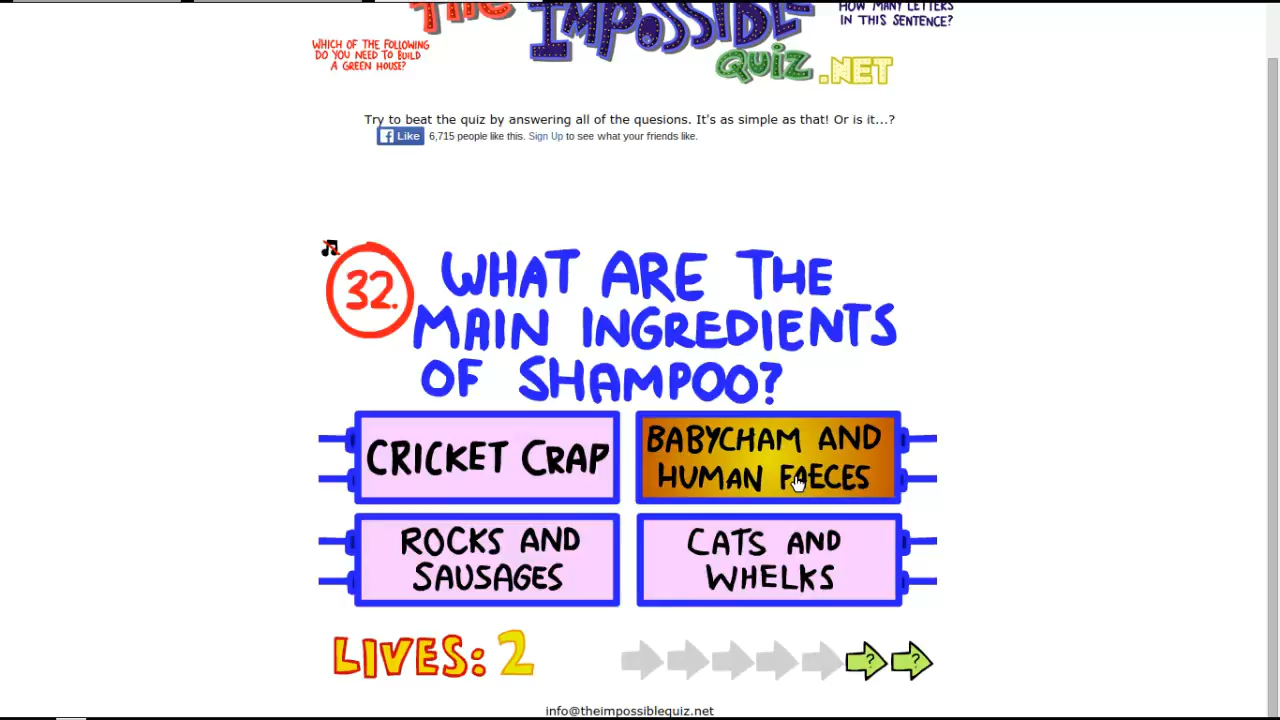 THE IMPOSSIBLE
QUIZ.NET
WHICH OF THE FOLLOWING
DO YOU NEED TO BUILD
A GREEN HOUSE?
HOW MANY LETTERS
IN THIS SENTENCE?
Try to beat the quiz by answering all of the quesions. It's as simple as that! Or is it...?
Like 6,715 people like this. Sign Up to see what your friends like.
32. WHAT ARE THE
MAIN INGREDIENTS
OF SHAMPOO?
CRICKET CRAP
BABYCHAM AND
HUMAN FAECES
ROCKS AND
SAUSAGES
CATS AND
WHELKS
LIVES: 2
? ?
info@theimpossiblequiz.net